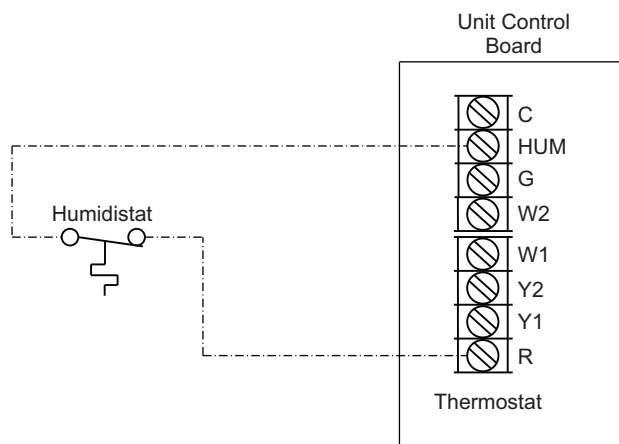 Unit Control
Board
C
HUM
G
W2
Humidistat
W1
Y2
Y1
R
Thermostat